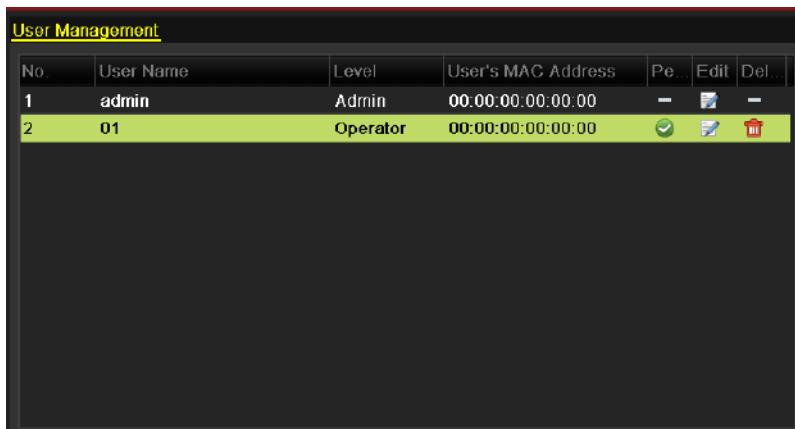 User Management
No. User Name Level User's MAC Address Pe... Edit Del...
1 admin Admin 00:00:00:00:00:00 –
2 01 Operator 00:00:00:00:00:00